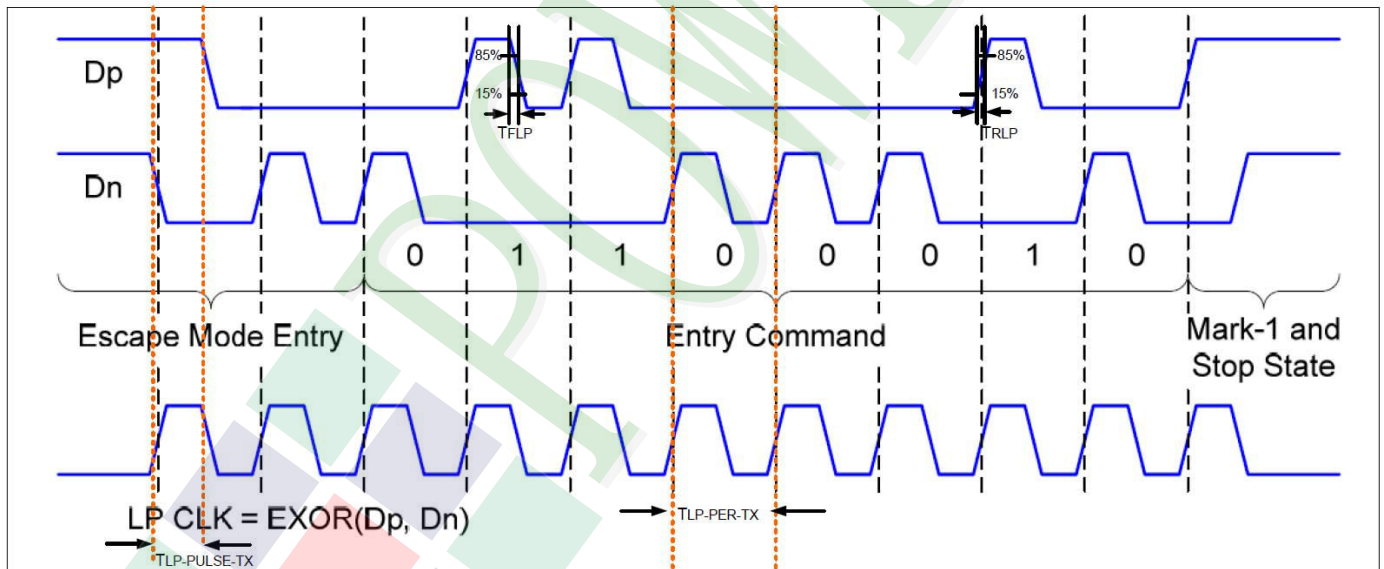 Dp
85%
15%
TFLP
85%
15%
TRLP
Dn
0 1 1 0 0 0 1 0
Escape Mode Entry
Entry Command
Mark-1 and
Stop State
LP CLK = EXOR(Dp, Dn)
TLP-PULSE-TX
TLP-PER-TX